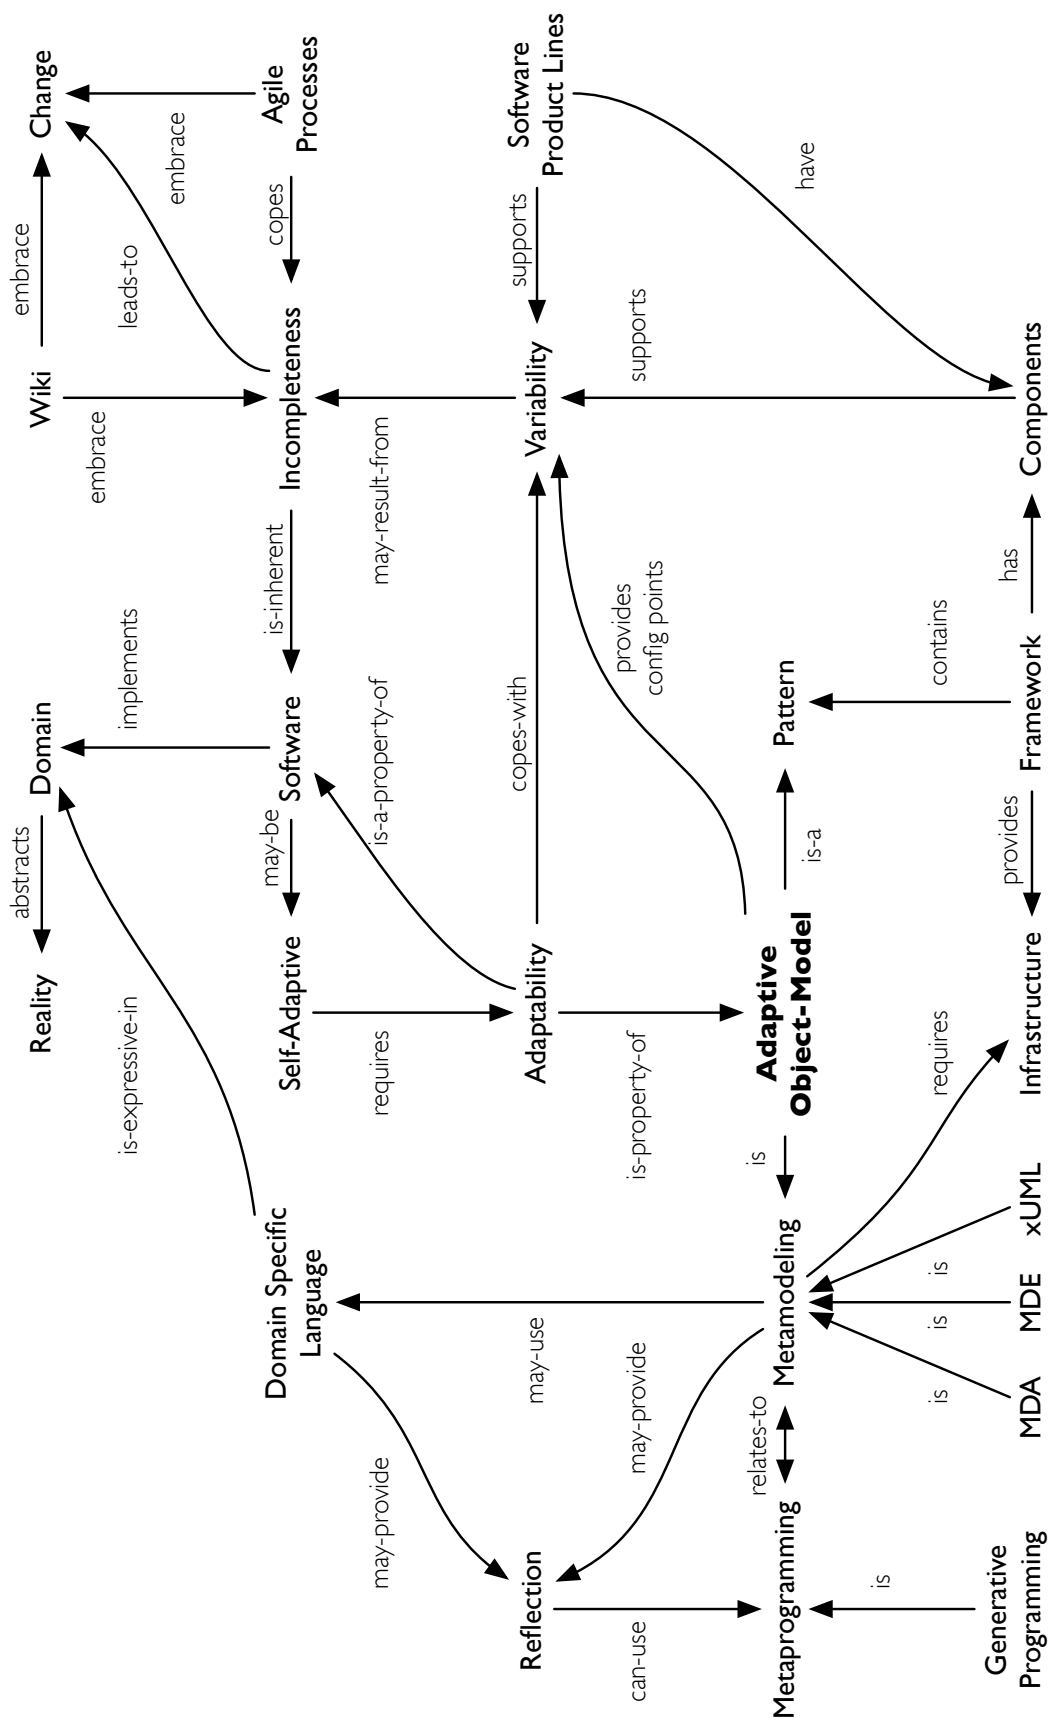 abstracts
embrace
Reality
Domain
Wiki
Change
embrace
is-expressive-in
implements
leads-to
embrace
Domain Specific
Language
may-be
is-inherent
copes
Self-Adaptive
Software
Incompleteness
Agile
Processes
may-provide
requires
is-a-property-of
may-result-from
copes-with
supports
Reflection
Adaptability
Variability
Software
Product Lines
may-use
can-use
may-provide
is-property-of
provides
config points
supports
relates-to
is
Metaprogramming
Metamodeling
Adaptive
Object-Model
is-a
Pattern
have
is
is
is
is
requires
contains
provides
has
Generative
Programming
MDA
MDE
xUML
Infrastructure
Framework
Components